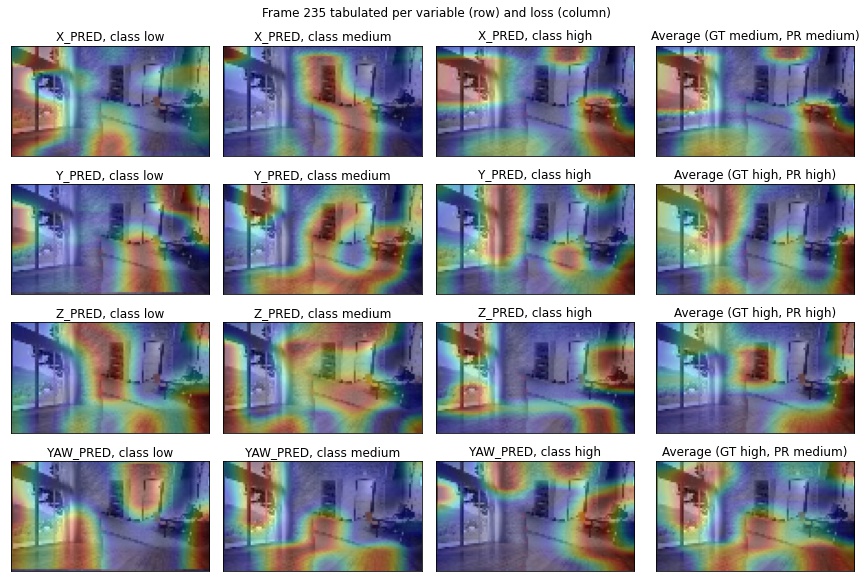 Frame 235 tabulated per variable (row) and loss (column)
X_PRED, class low
X_PRED, class medium
X_PRED, class high
Average (GT medium, PR medium)
Y_PRED, class low
Y_PRED, class medium
Y_PRED, class high
Average (GT high, PR high)
Z_PRED, class low
Z_PRED, class medium
Z_PRED, class high
Average (GT high, PR high)
YAW_PRED, class low
YAW_PRED, class medium
YAW_PRED, class high
Average (GT high, PR medium)